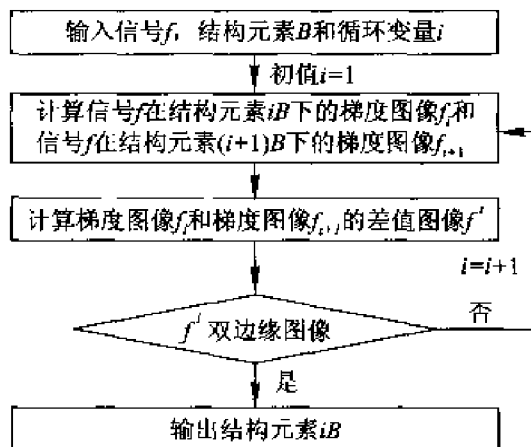 输入信号f，结构元素B和循环变量i
初值i=1
计算信号f在结构元素iB下的梯度图像fi和
信号f在结构元素(i+1)B下的梯度图像fi+1
计算梯度图像fi和梯度图像fi+1的差值图像f'
i=i+1
f' 双边缘图像
否
是
输出结构元素iB